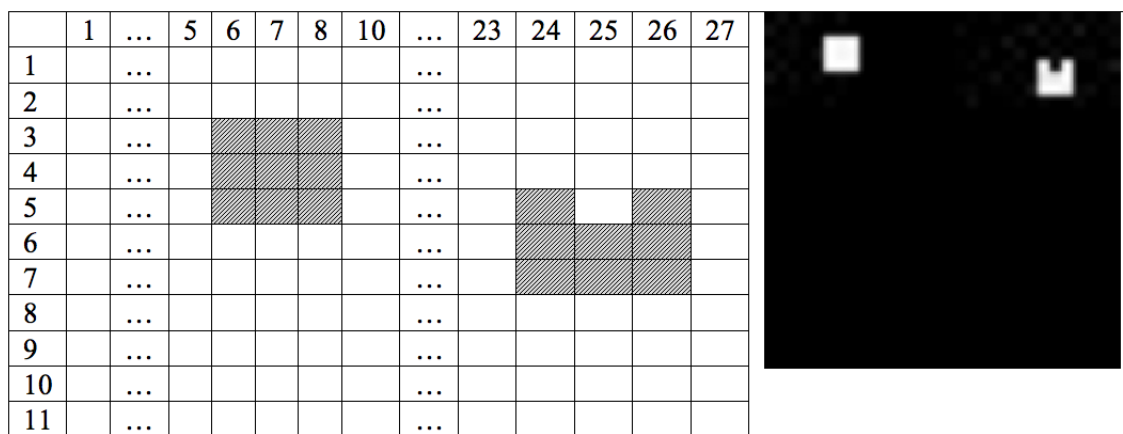 1 … 5 6 7 8 10 … 23 24 25 26 27
1 … …
2 … …
3 … …
4 … …
5 … …
6 … …
7 … …
8 … …
9 … …
10 … …
11 … …